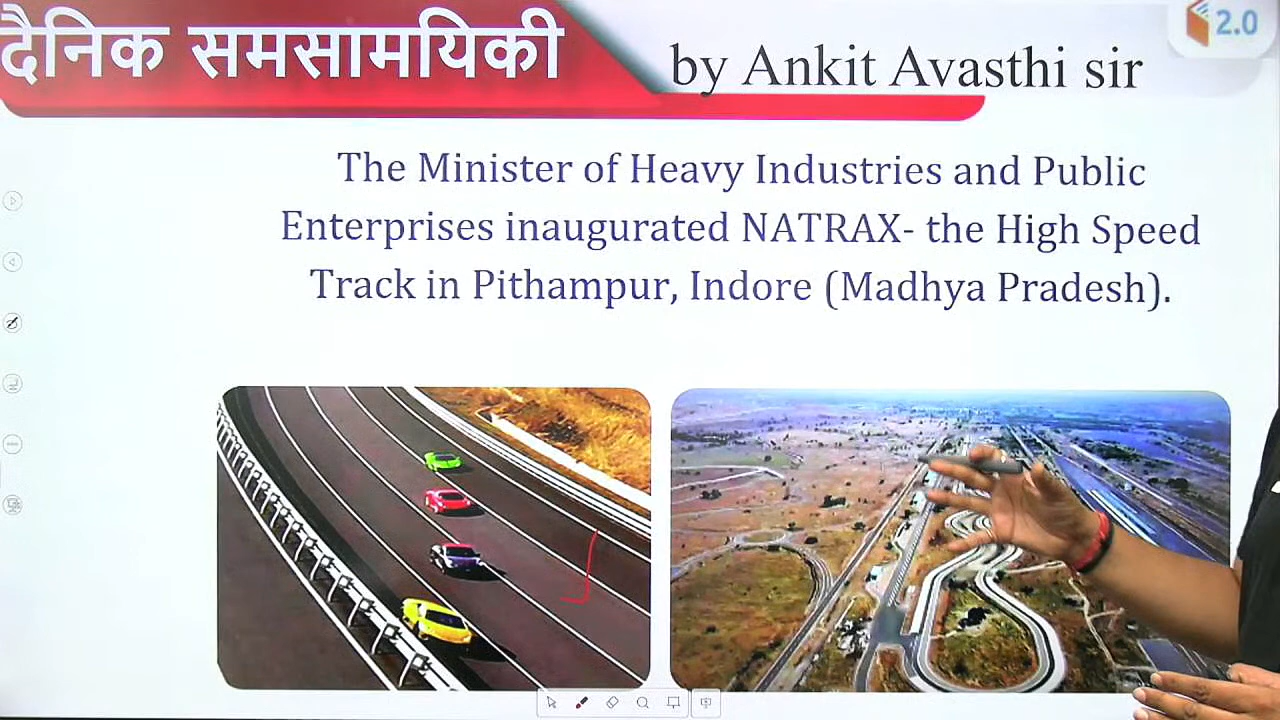 दैनिक समसामयिकी
by Ankit Avasthi sir
2.0
The Minister of Heavy Industries and Public
Enterprises inaugurated NATRAX- the High Speed
Track in Pithampur, Indore (Madhya Pradesh).